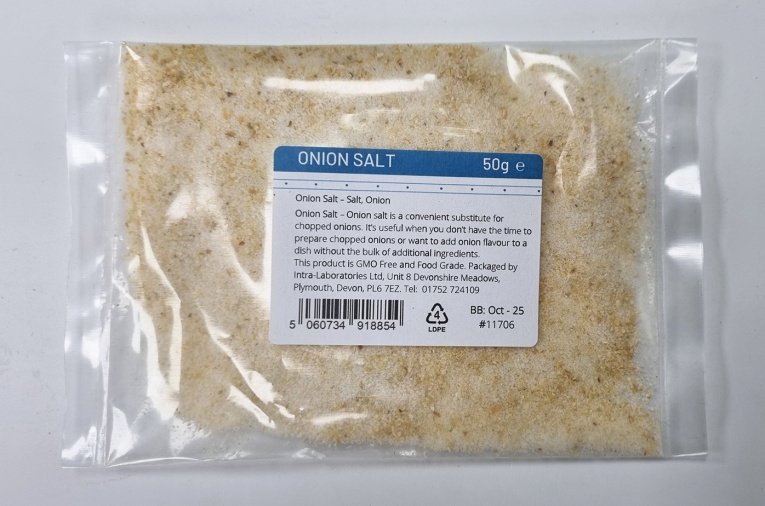 ONION SALT 50g ℮
Onion Salt – Salt, Onion
Onion Salt – Onion salt is a convenient substitute for
chopped onions. It's useful when you don't have the time to
prepare chopped onions or want to add onion flavour to a
dish without the bulk of additional ingredients.
This product is GMO Free and Food Grade. Packaged by
Intra-Laboratories Ltd, Unit 8 Devonshire Meadows,
Plymouth, Devon, PL6 7EZ. Tel: 01752 724109
5 060734 918854
4
LDPE
BB: Oct - 25
#11706